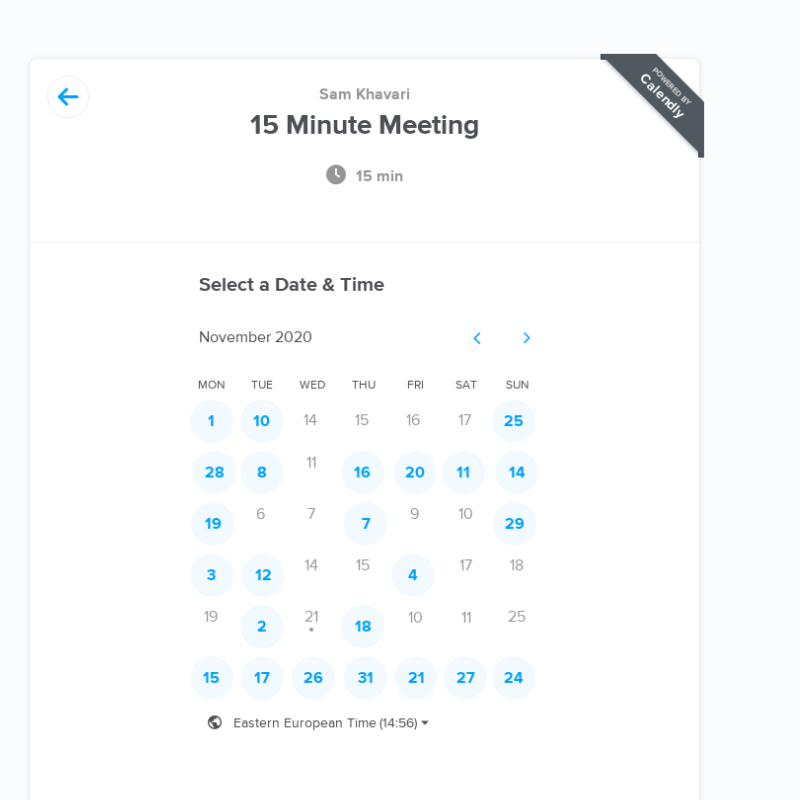 POWERED BY
Calendly
Sam Khavari
15 Minute Meeting
15 min
Select a Date & Time
November 2020
MON TUE WED THU FRI SAT SUN
1 10 14 15 16 17 25
28 8 11 16 20 11 14
19 6 7 7 9 10 29
3 12 14 15 4 17 18
19 2 21 18 10 11 25
15 17 26 31 21 27 24
Eastern European Time (14:56)